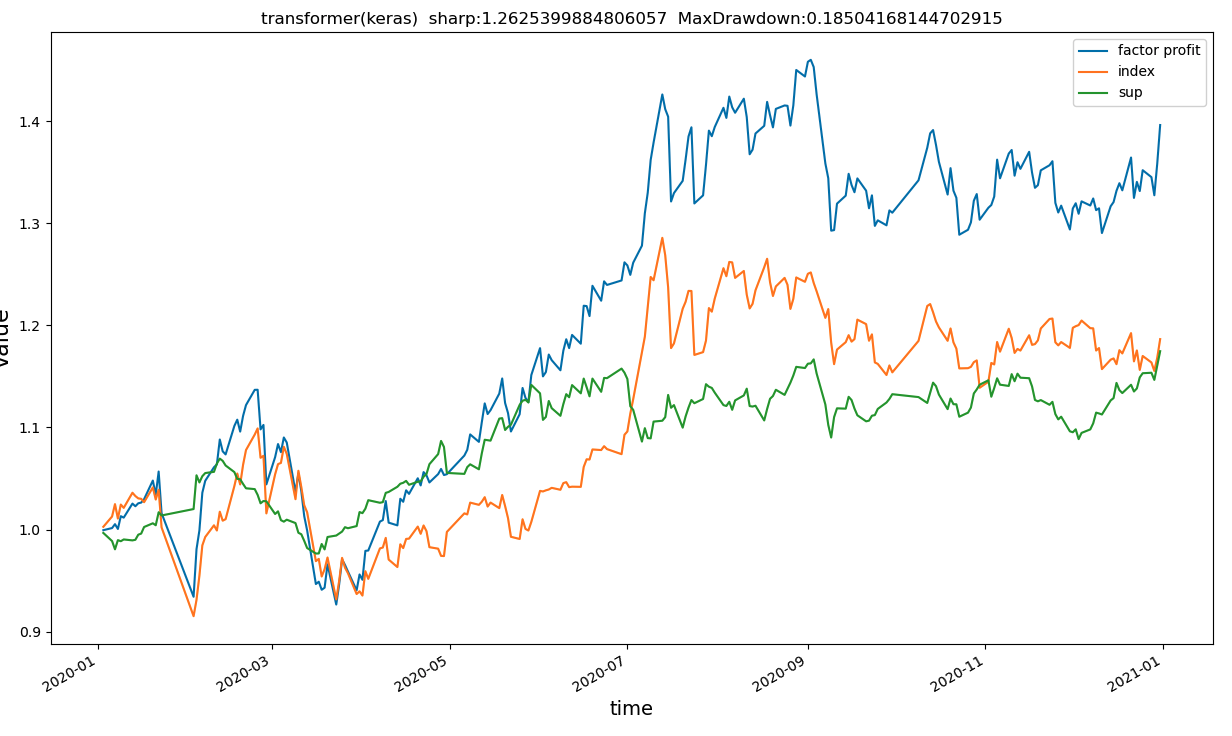 transformer(keras) sharp:1.2625399884806057 MaxDrawdown:0.18504168144702915
factor profit
index
sup
1.4
1.3
1.2
1.1
1.0
0.9
value
2020-01
2020-03
2020-05
2020-07
2020-09
2020-11
2021-01
time